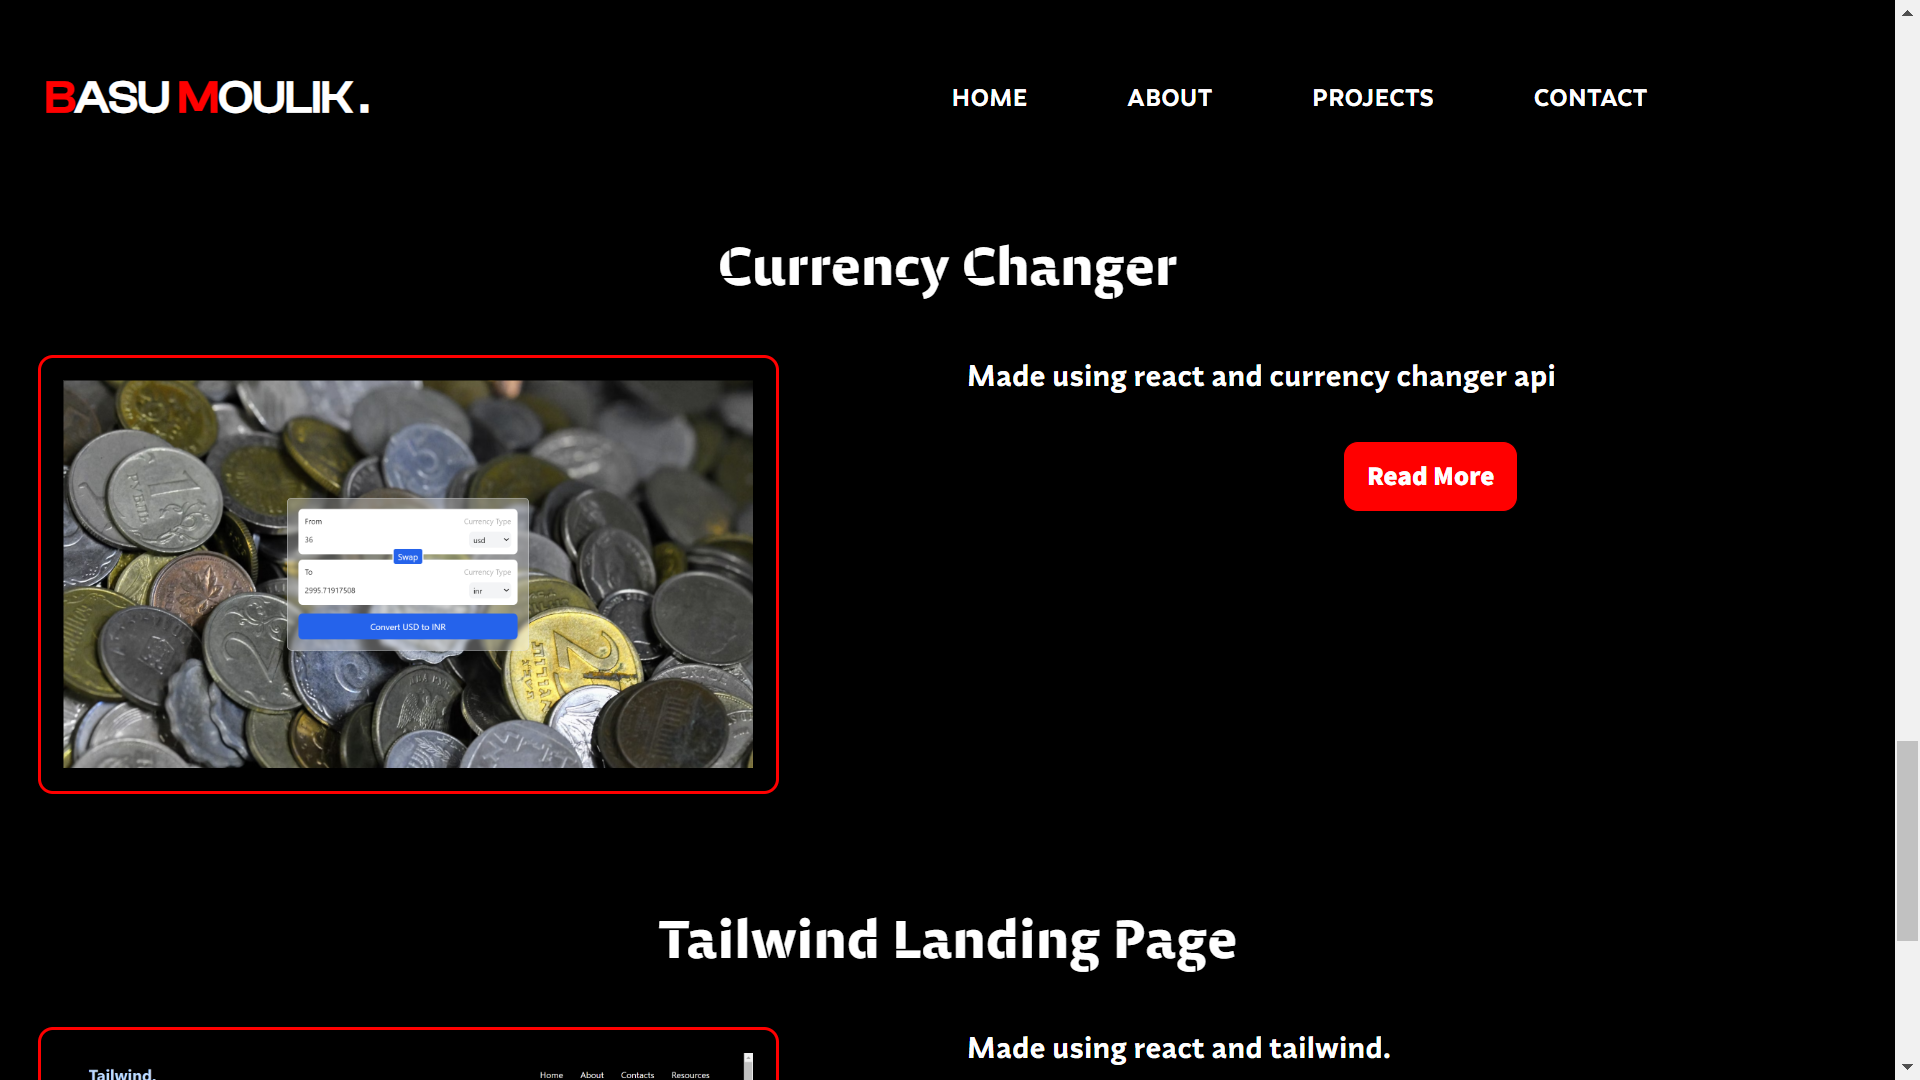 BASU MOULIK.
HOME ABOUT PROJECTS CONTACT
Currency Changer
Made using react and currency changer api
Read More
From Currency Type
36 usd
Swap
To Currency Type
2995.71917508 inr
Convert USD to INR
Tailwind Landing Page
Made using react and tailwind.
Tailwind.
Home About Contacts Resources